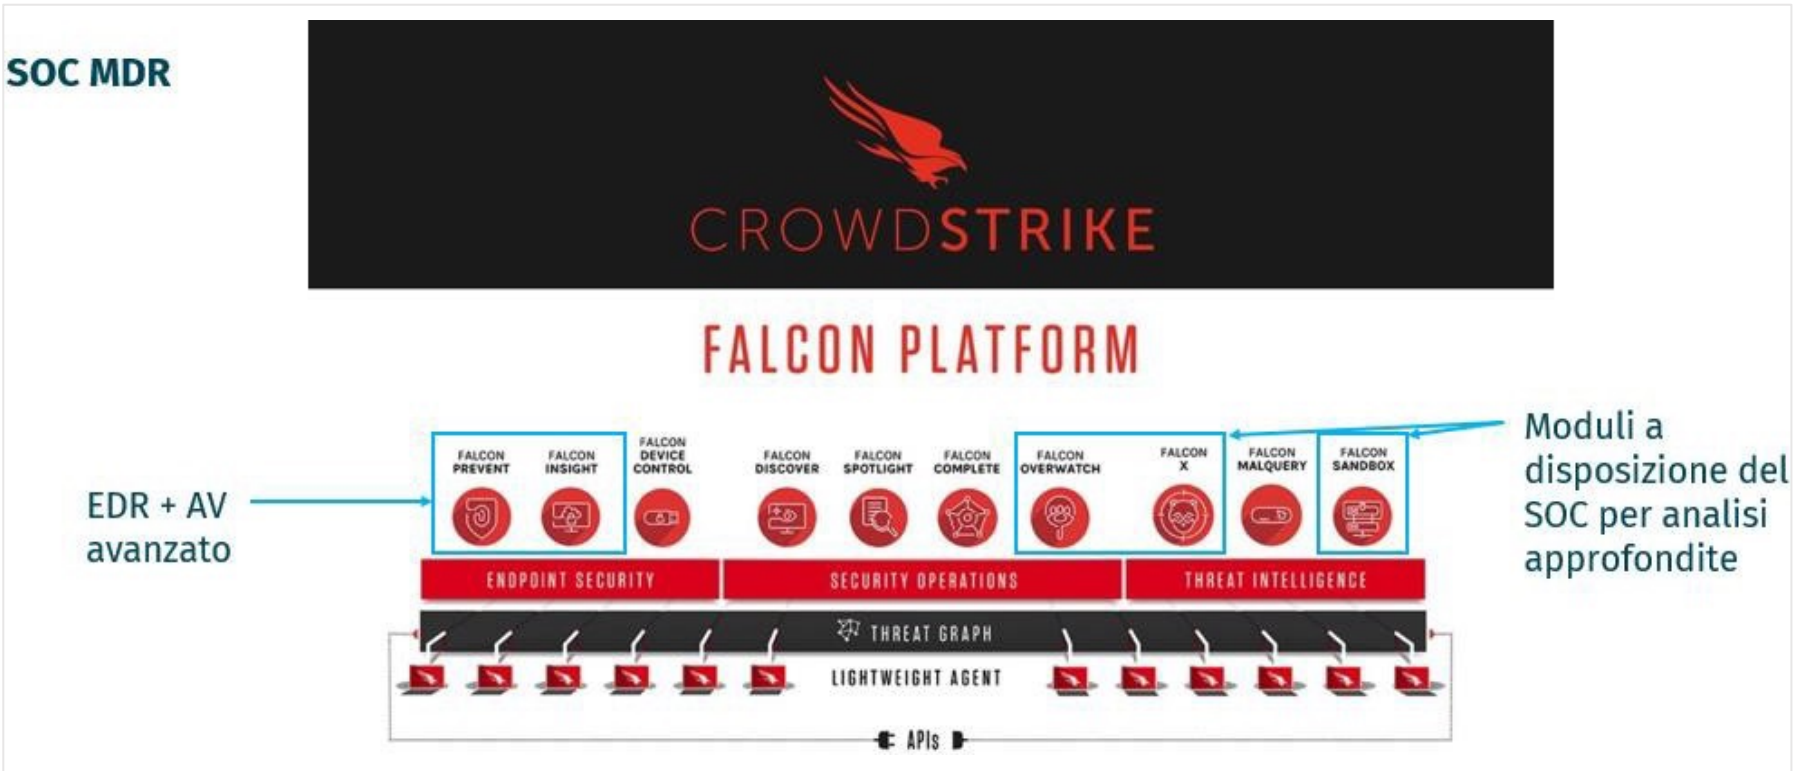 SOC MDR
CROWDSTRIKE
FALCON PLATFORM
EDR + AV
avanzato
FALCON
PREVENT
FALCON
INSIGHT
FALCON
DEVICE
CONTROL
FALCON
DISCOVER
FALCON
SPOTLIGHT
FALCON
COMPLETE
FALCON
OVERWATCH
FALCON
X
FALCON
MALQUERY
FALCON
SANDBOX
Moduli a
disposizione del
SOC per analisi
approfondite
ENDPOINT SECURITY
SECURITY OPERATIONS
THREAT INTELLIGENCE
THREAT GRAPH
LIGHTWEIGHT AGENT
APIs